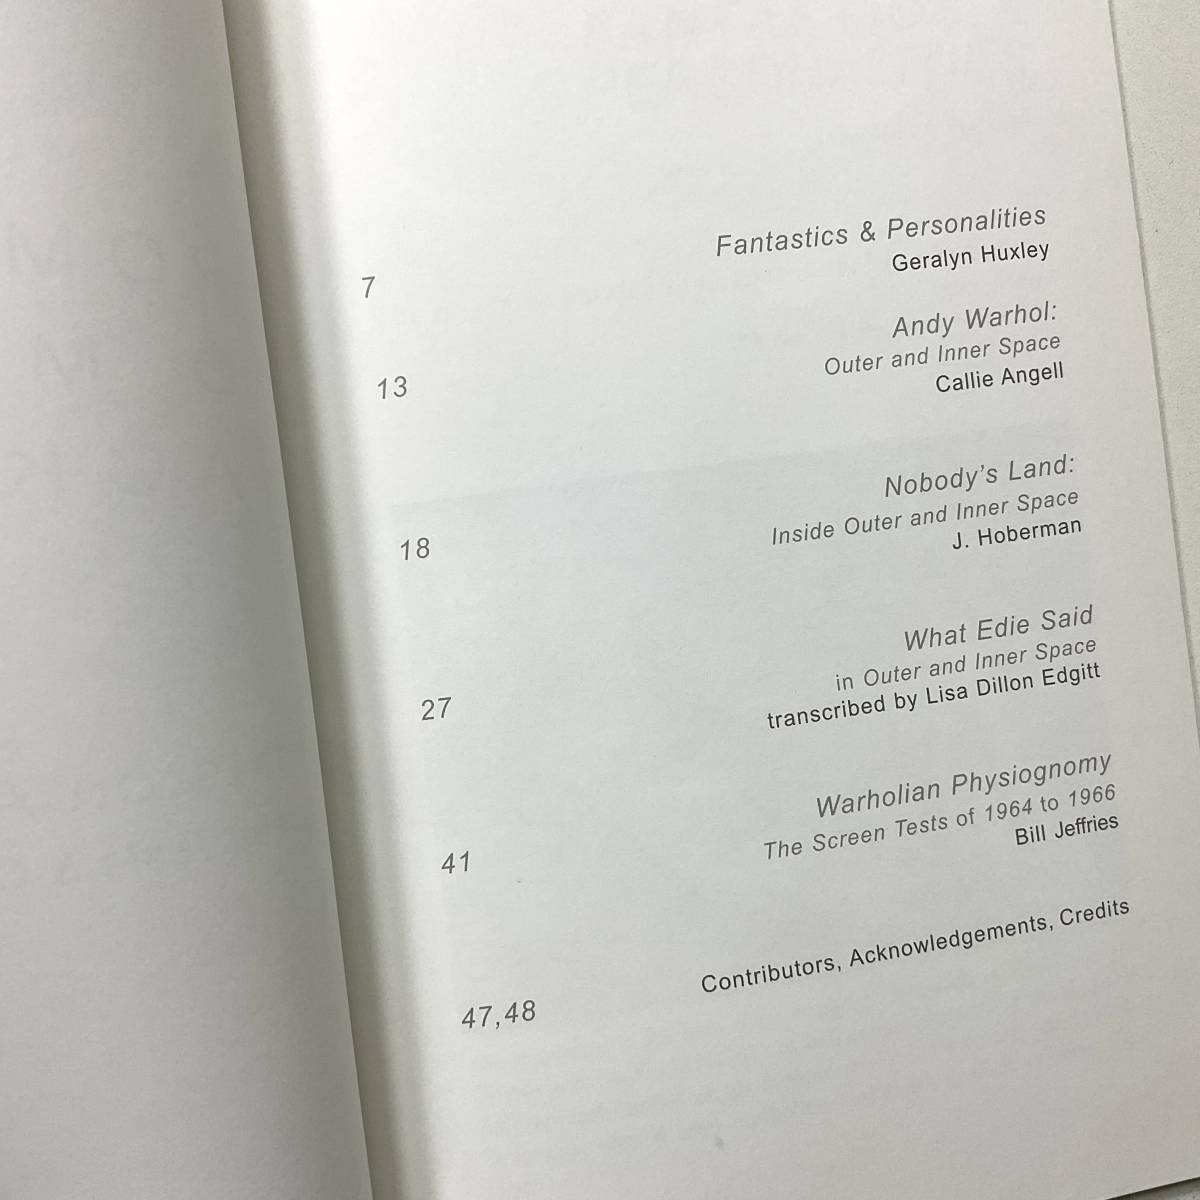 Fantastics & Personalities
Geralyn Huxley
7
Andy Warhol:
Outer and Inner Space
Callie Angell
13
Nobody's Land:
Inside Outer and Inner Space
J. Hoberman
18
What Edie Said
in Outer and Inner Space
transcribed by Lisa Dillon Edgitt
27
Warholian Physiognomy
The Screen Tests of 1964 to 1966
Bill Jeffries
41
Contributors, Acknowledgements, Credits
47,48